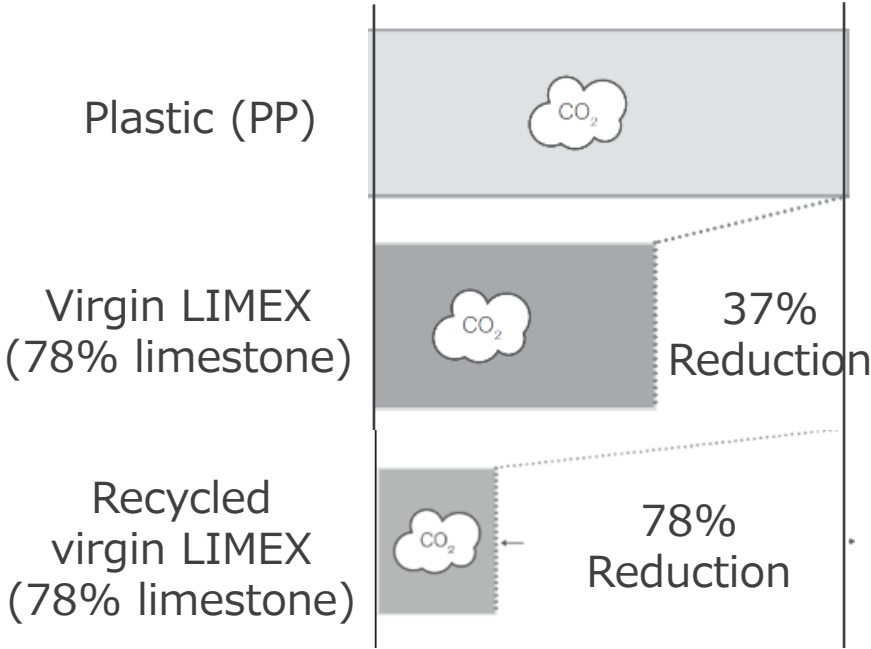 Plastic (PP)
CO₂
Virgin LIMEX
(78% limestone)
CO₂
37%
Reduction
Recycled
virgin LIMEX
(78% limestone)
CO₂
78%
Reduction